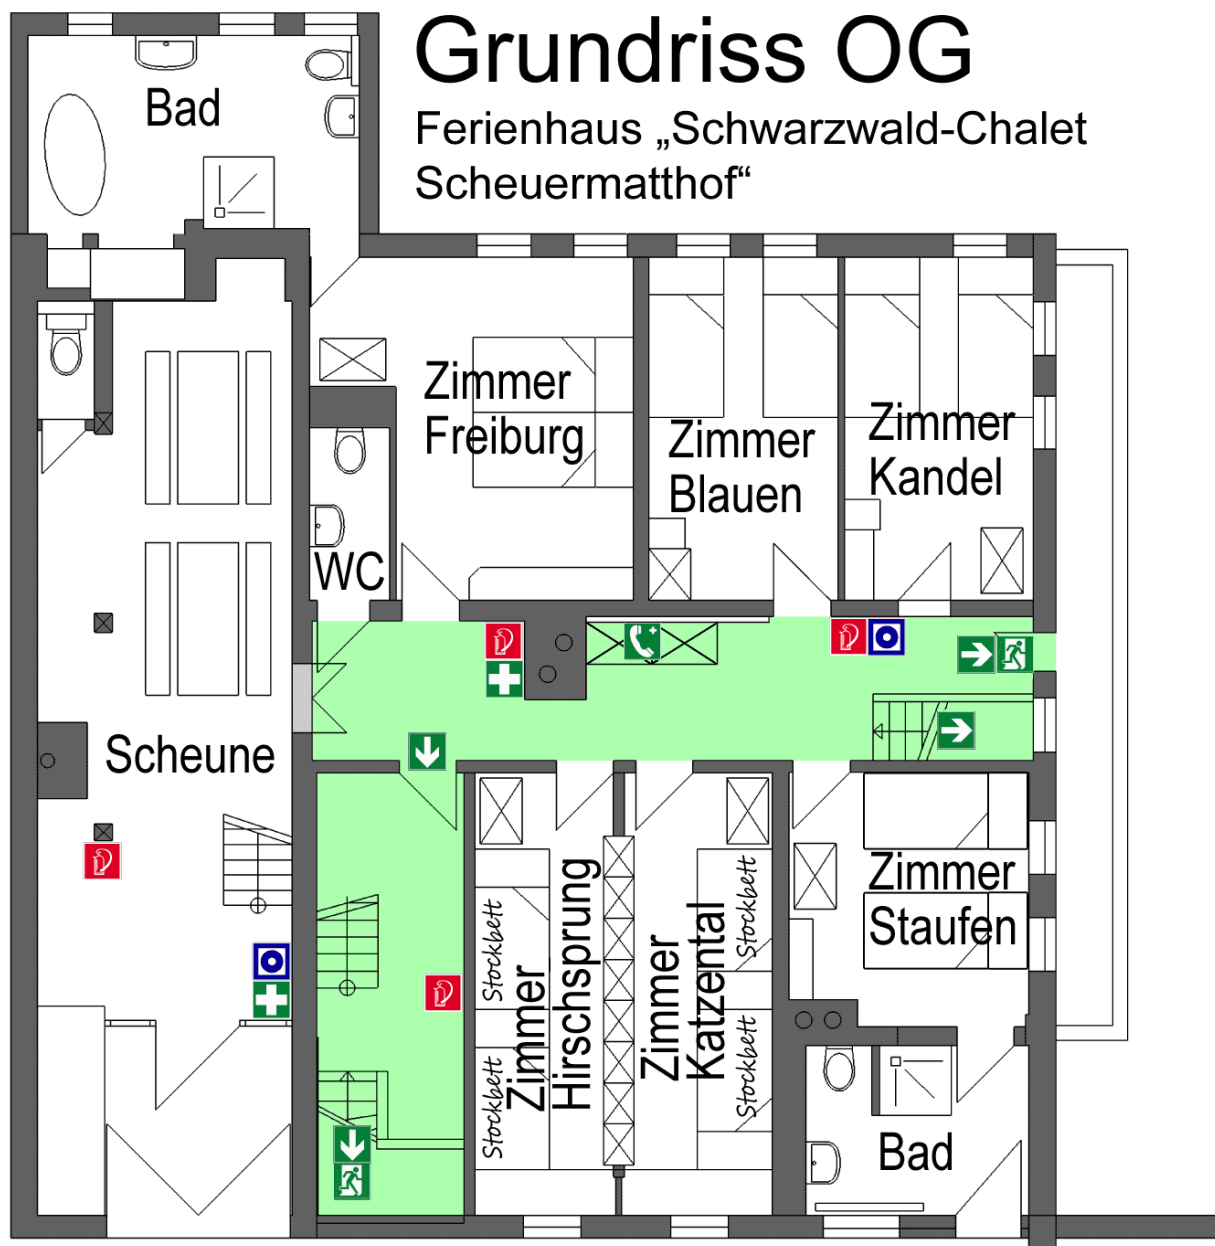 Grundriss OG
Ferienhaus „Schwarzwald-Chalet
Scheuermatthof“
Bad
Zimmer
Freiburg
Zimmer
Blauen
Zimmer
Kandel
WC
Scheune
Stockbett
Stockbett
Zimmer
Hirschsprung
Zimmer
Katzental
Stockbett
Stockbett
Zimmer
Staufen
Bad